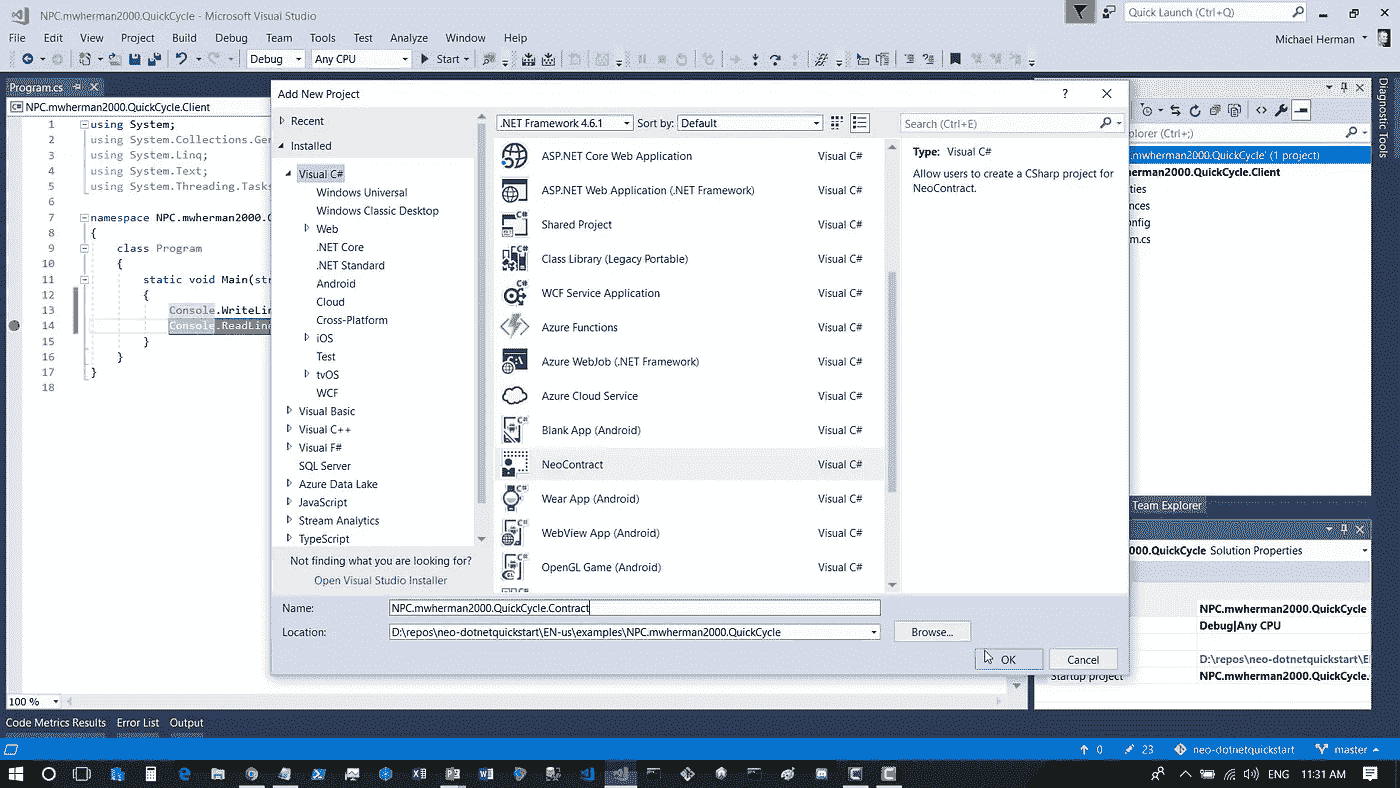 NPC.mwherman2000.QuickCycle - Microsoft Visual Studio
Quick Launch (Ctrl+Q)
File Edit View Project Build Debug Team Tools Test Analyze Window Help
Michael Herman
Debug Any CPU Start
Program.cs
NPC.mwherman2000.QuickCycle.Client
1 using System;
2 using System.Collections.Ger
3 using System.Linq;
4 using System.Text;
5 using System.Threading.Tasks
6
7 namespace NPC.mwherman2000.
8 {
9 class Program
10 {
11 static void Main(str
12 {
13 Console.WriteLin
14 Console.ReadLine
15 }
16 }
17 }
18
100 %
Add New Project
?
Recent
Installed
Visual C#
Windows Universal
Windows Classic Desktop
Web
.NET Core
.NET Standard
Android
Cloud
Cross-Platform
iOS
Test
tvOS
WCF
Visual Basic
Visual C++
Visual F#
SQL Server
Azure Data Lake
JavaScript
Stream Analytics
TypeScript
Not finding what you are looking for?
Open Visual Studio Installer
.NET Framework 4.6.1 Sort by: Default
Search (Ctrl+E)
ASP.NET Core Web Application Visual C#
ASP.NET Web Application (.NET Framework) Visual C#
Shared Project Visual C#
Class Library (Legacy Portable) Visual C#
WCF Service Application Visual C#
Azure Functions Visual C#
Azure WebJob (.NET Framework) Visual C#
Azure Cloud Service Visual C#
Blank App (Android) Visual C#
NeoContract Visual C#
Wear App (Android) Visual C#
WebView App (Android) Visual C#
OpenGL Game (Android) Visual C#
Type: Visual C#
Allow users to create a CSharp project for
NeoContract.
Name: NPC.mwherman2000.QuickCycle.Contract
Location: D:\repos\neo-dotnetquickstart\EN-us\examples\NPC.mwherman2000.QuickCycle
Browse...
OK Cancel
plorer (Ctrl+;)
.mwherman2000.QuickCycle' (1 project)
herman2000.QuickCycle.Client
ties
nces
onfig
m.cs
Diagnostic Tools
Team Explorer
00.QuickCycle Solution Properties
NPC.mwherman2000.QuickCycle
Debug|Any CPU
D:\repos\neo-dotnetquickstart\E
Startup project NPC.mwherman2000.QuickCycle.
Code Metrics Results Error List Output
0 23 neo-dotnetquickstart master
ENG 11:31 AM